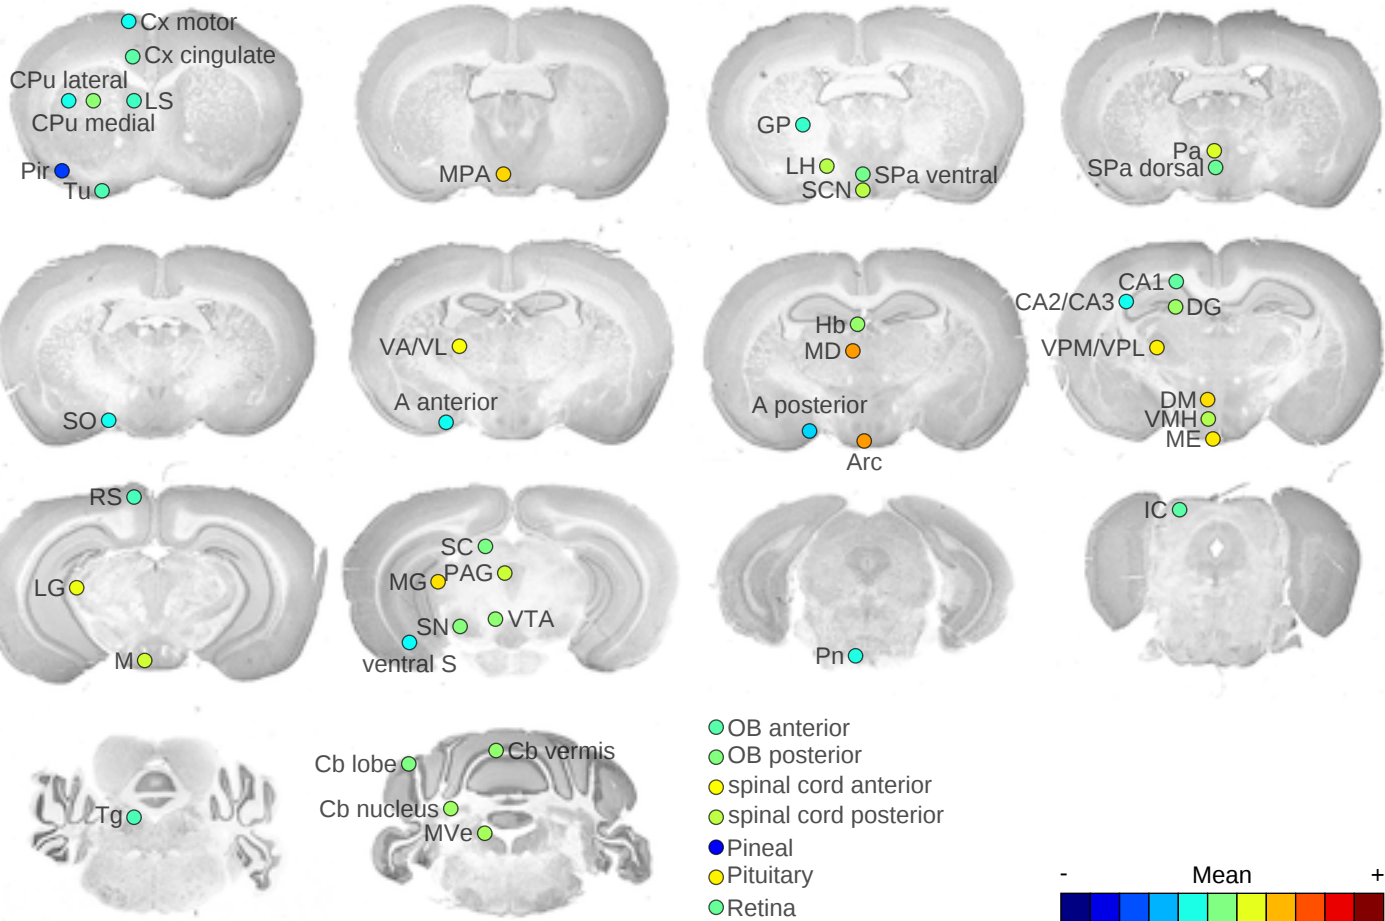 Cx motor
Cx cingulate
CPu lateral
LS
CPu medial
Pir
Tu
MPA
GP
LH
SPa ventral
SCN
Pa
SPa dorsal
SO
VA/VL
A anterior
Hb
MD
A posterior
Arc
CA1
CA2/CA3
DG
VPM/VPL
DM
VMH
ME
RS
LG
M
SC
MG
PAG
SN
VTA
ventral S
Pn
IC
Tg
Cb lobe
Cb vermis
Cb nucleus
MVe
OB anterior
OB posterior
spinal cord anterior
spinal cord posterior
Pineal
Pituitary
Retina
- Mean +